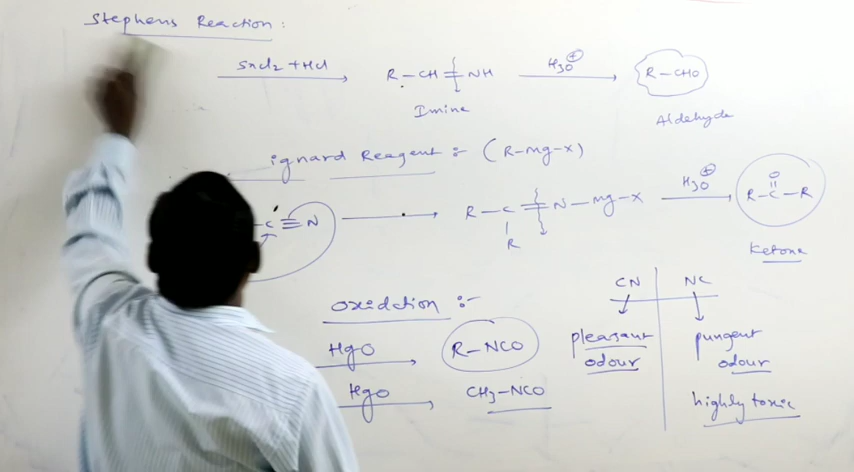 Stephens Reaction :
SnCl2 + HCl
R - CH = NH
H3O⊕
R - CHO
Imine
Aldehyde
ignard Reagent :- (R-mg-x)
- C ≡ N
R - C = N - mg - x
R
H3O⊕
O
R - C - R
Ketone
oxidction :-
HgO
R - NCO
HgO
CH3 - NCO
CN NC
pleasant pungent
odour odour
highly toxic